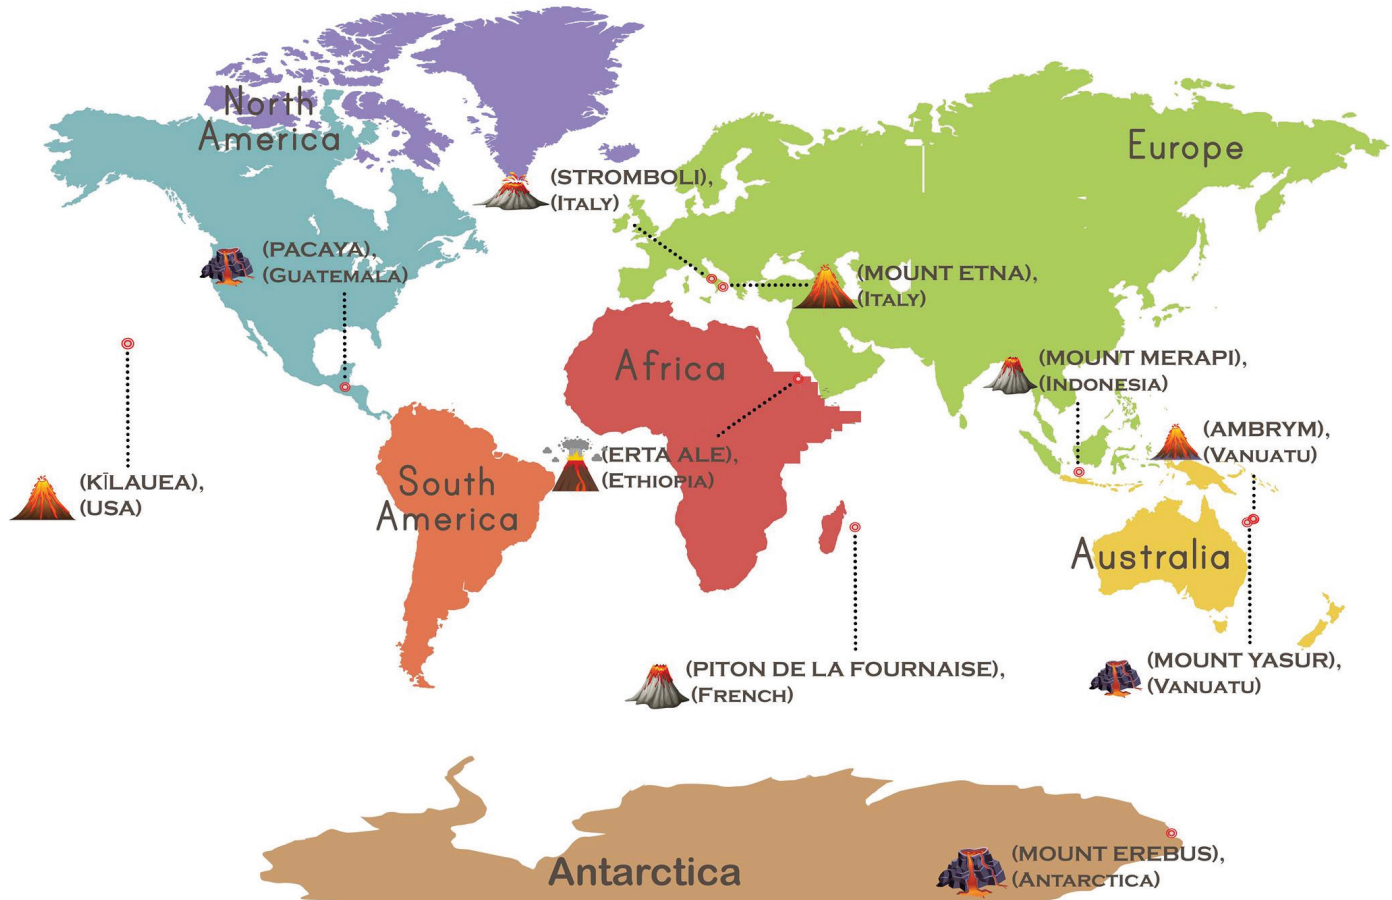 North
America
Europe
(STROMBOLI),
(ITALY)
(PACAYA),
(GUATEMALA)
(MOUNT ETNA),
(ITALY)
Africa
(MOUNT MERAPI),
(INDONESIA)
(AMBRYM),
(VANUATU)
(KĪLAUEA),
(USA)
South
America
(ERTA ALE),
(ETHIOPIA)
Australia
(PITON DE LA FOURNAISE),
(FRENCH)
(MOUNT YASUR),
(VANUATU)
Antarctica
(MOUNT EREBUS),
(ANTARCTICA)